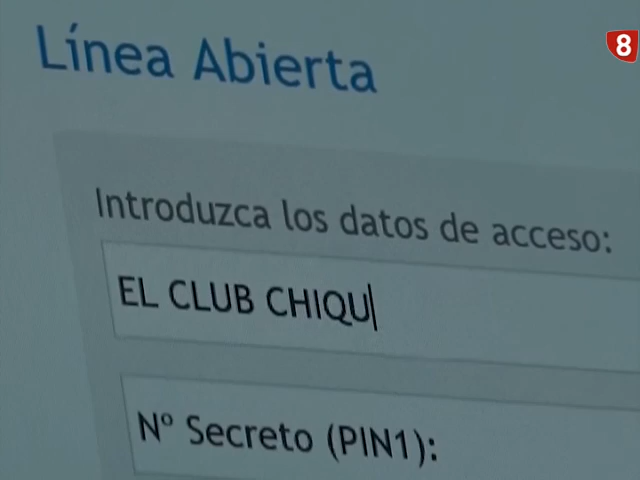 Línea Abierta
8
Introduzca los datos de acceso:
EL CLUB CHIQU
Nº Secreto (PIN1):